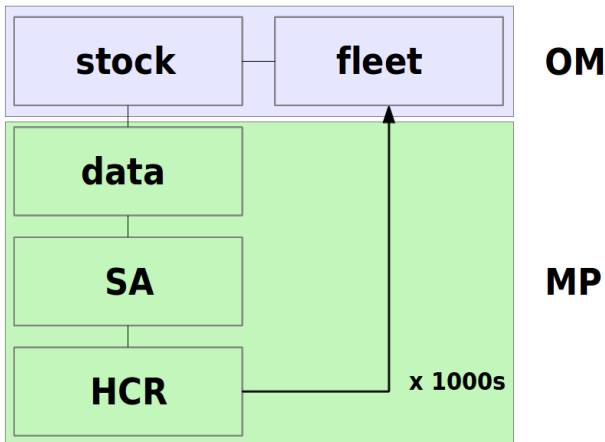 stock
fleet
OM
data
SA
MP
HCR
x 1000s